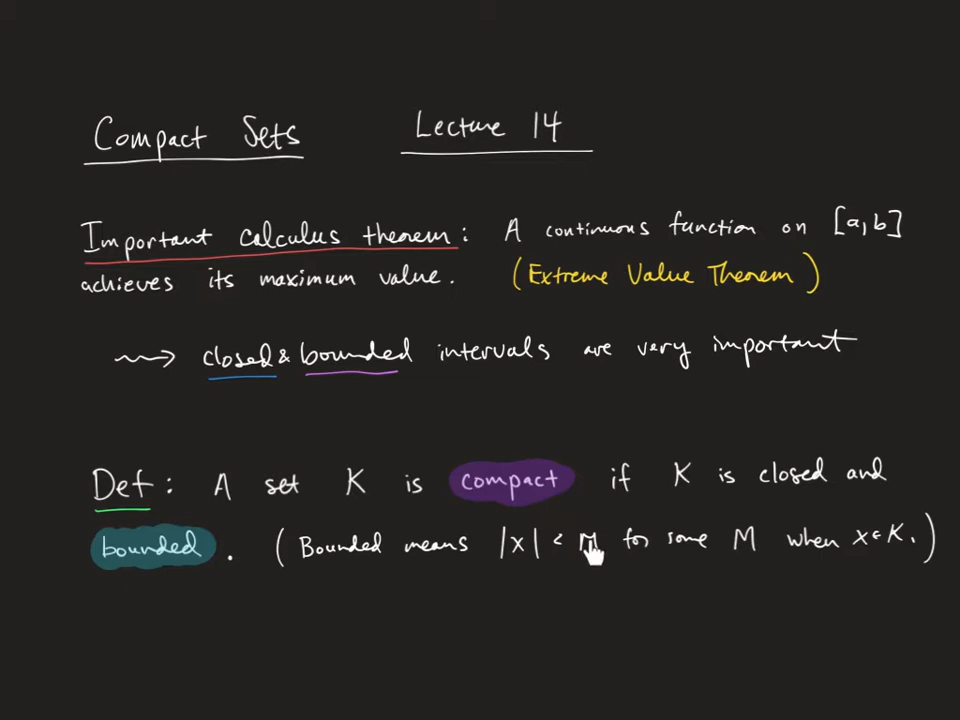 Compact Sets Lecture 14
Important calculus theorem: A continuous function on [a,b]
achieves its maximum value. (Extreme Value Theorem)
⇝ closed & bounded intervals are very important
Def: A set K is compact if K is closed and
bounded. (Bounded means |x| < M for some M when x∈K.)